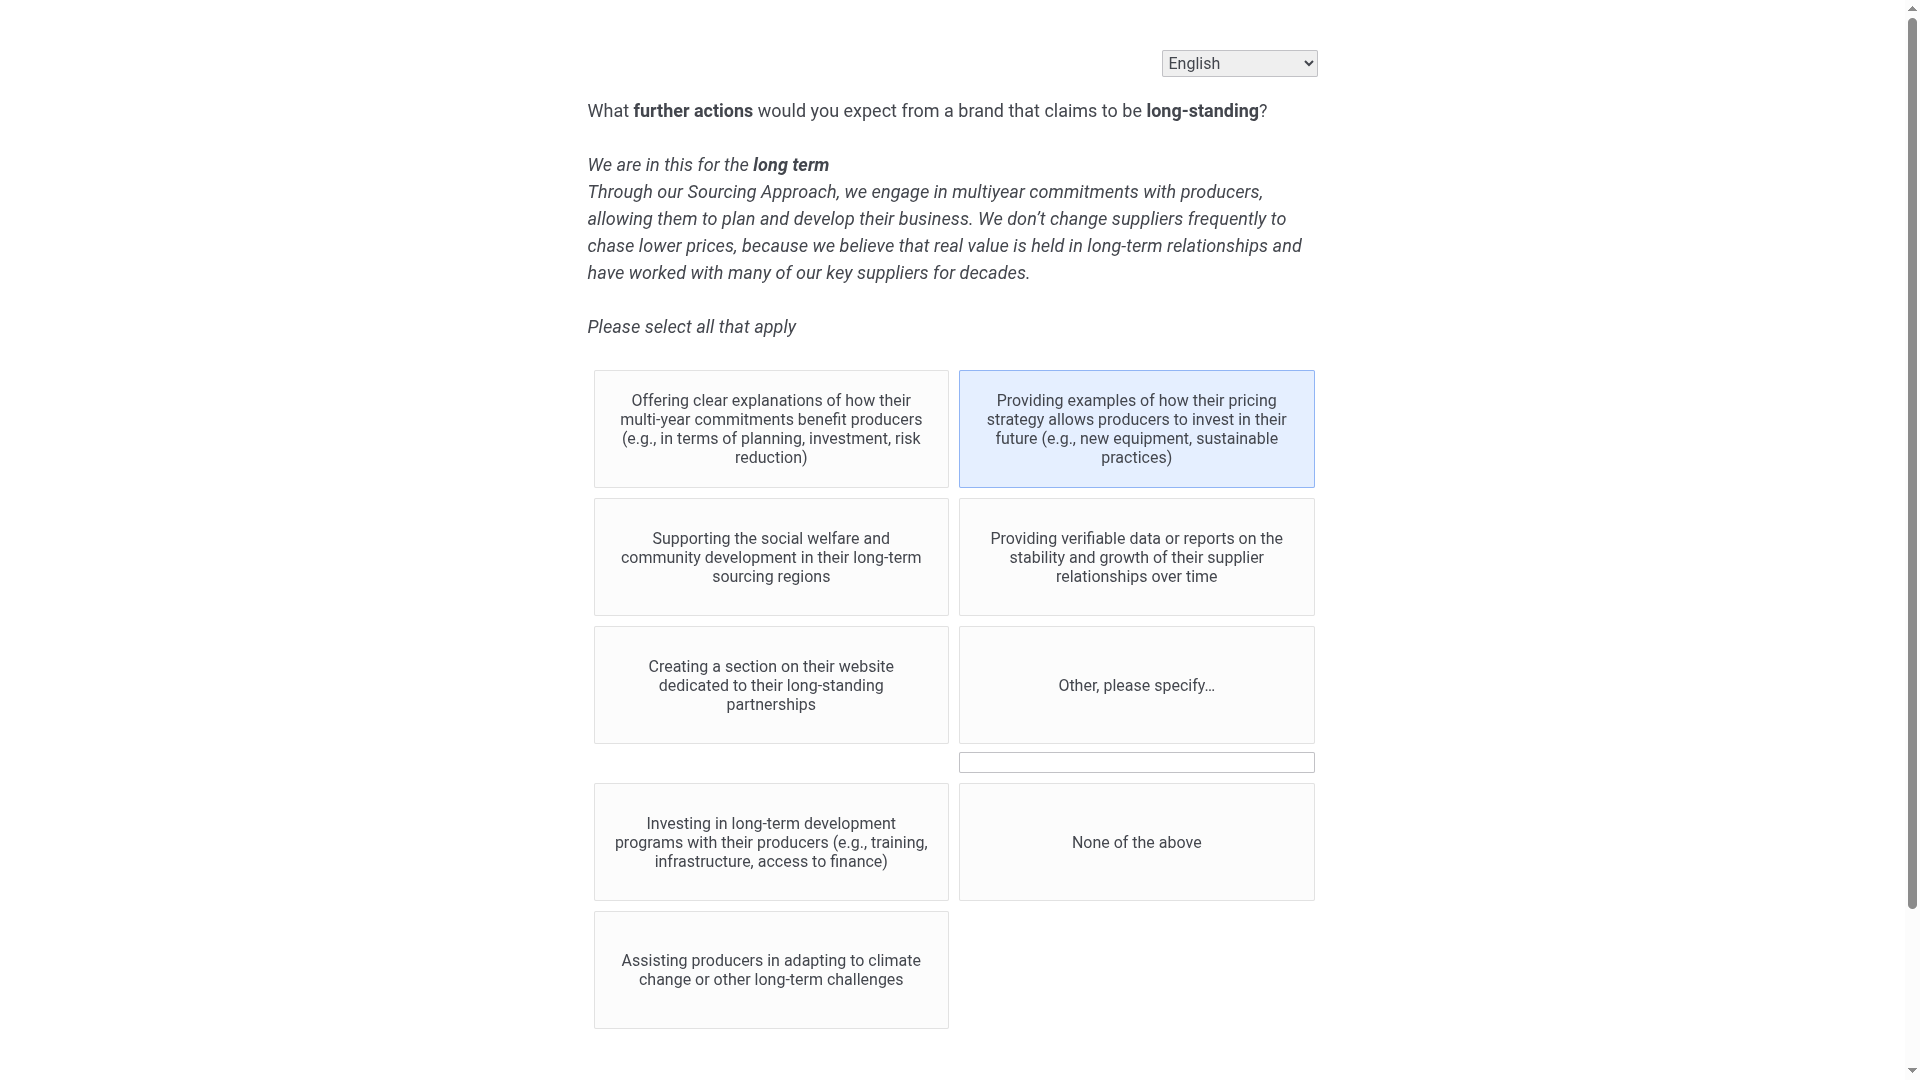 English
What further actions would you expect from a brand that claims to be long-standing?
We are in this for the long term
Through our Sourcing Approach, we engage in multiyear commitments with producers,
allowing them to plan and develop their business. We don’t change suppliers frequently to
chase lower prices, because we believe that real value is held in long-term relationships and
have worked with many of our key suppliers for decades.
Please select all that apply
Offering clear explanations of how their
multi-year commitments benefit producers
(e.g., in terms of planning, investment, risk
reduction)
Providing examples of how their pricing
strategy allows producers to invest in their
future (e.g., new equipment, sustainable
practices)
Supporting the social welfare and
community development in their long-term
sourcing regions
Providing verifiable data or reports on the
stability and growth of their supplier
relationships over time
Creating a section on their website
dedicated to their long-standing
partnerships
Other, please specify…
Investing in long-term development
programs with their producers (e.g., training,
infrastructure, access to finance)
None of the above
Assisting producers in adapting to climate
change or other long-term challenges